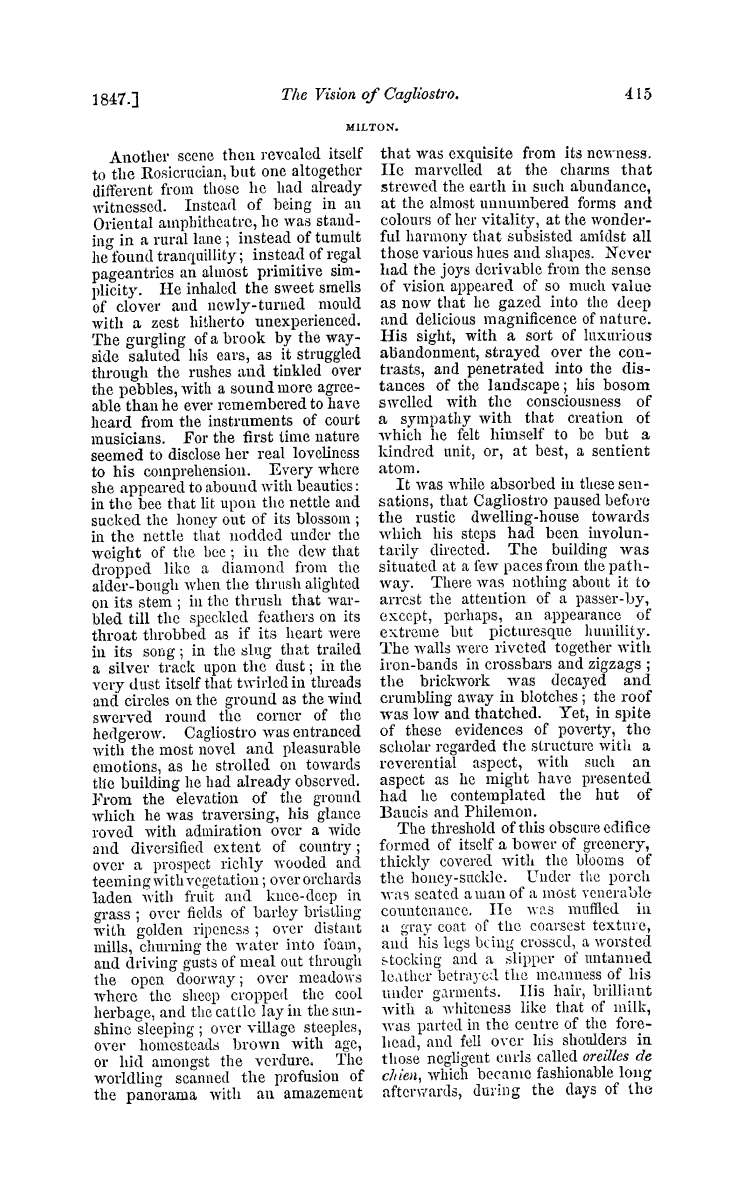 1847.] The Vision of Cagliostro. 415
MILTON.
Another scene then revealed itself
to the Rosicrucian, but one altogether
different from those he had already
witnessed. Instead of being in an
Oriental amphitheatre, he was stand-
ing in a rural lane; instead of tumult
he found tranquillity; instead of regal
pageantries an almost primitive sim-
plicity. He inhaled the sweet smells
of clover and newly-turned mould
with a zest hitherto unexperienced.
The gurgling of a brook by the way-
side saluted his ears, as it struggled
through the rushes and tinkled over
the pebbles, with a sound more agree-
able than he ever remembered to have
heard from the instruments of court
musicians. For the first time nature
seemed to disclose her real loveliness
to his comprehension. Every where
she appeared to abound with beauties:
in the bee that lit upon the nettle and
sucked the honey out of its blossom;
in the nettle that nodded under the
weight of the bee; in the dew that
dropped like a diamond from the
alder-bough when the thrush alighted
on its stem; in the thrush that war-
bled till the speckled feathers on its
throat throbbed as if its heart were
in its song; in the slug that trailed
a silver track upon the dust; in the
very dust itself that twirled in threads
and circles on the ground as the wind
swerved round the corner of the
hedgerow. Cagliostro was entranced
with the most novel and pleasurable
emotions, as he strolled on towards
the building he had already observed.
From the elevation of the ground
which he was traversing, his glance
roved with admiration over a wide
and diversified extent of country;
over a prospect richly wooded and
teeming with vegetation; over orchards
laden with fruit and knee-deep in
grass; over fields of barley bristling
with golden ripeness; over distant
mills, churning the water into foam,
and driving gusts of meal out through
the open doorway; over meadows
where the sheep cropped the cool
herbage, and the cattle lay in the sun-
shine sleeping; over village steeples,
over homesteads brown with age,
or hid amongst the verdure. The
worldling scanned the profusion of
the panorama with an amazement
that was exquisite from its newness.
He marvelled at the charms that
strewed the earth in such abundance,
at the almost unnumbered forms and
colours of her vitality, at the wonder-
ful harmony that subsisted amidst all
those various hues and shapes. Never
had the joys derivable from the sense
of vision appeared of so much value
as now that he gazed into the deep
and delicious magnificence of nature.
His sight, with a sort of luxurious
abandonment, strayed over the con-
trasts, and penetrated into the dis-
tances of the landscape; his bosom
swelled with the consciousness of
a sympathy with that creation of
which he felt himself to be but a
kindred unit, or, at best, a sentient
atom.
It was while absorbed in these sen-
sations, that Cagliostro paused before
the rustic dwelling-house towards
which his steps had been involun-
tarily directed. The building was
situated at a few paces from the path-
way. There was nothing about it to
arrest the attention of a passer-by,
except, perhaps, an appearance of
extreme but picturesque humility.
The walls were riveted together with
iron-bands in crossbars and zigzags;
the brickwork was decayed and
crumbling away in blotches; the roof
was low and thatched. Yet, in spite
of these evidences of poverty, the
scholar regarded the structure with a
reverential aspect, with such an
aspect as he might have presented
had he contemplated the hut of
Baucis and Philemon.
The threshold of this obscure edifice
formed of itself a bower of greenery,
thickly covered with the blooms of
the honey-suckle. Under the porch
was seated a man of a most venerable
countenance. He was muffled in
a gray coat of the coarsest texture,
and his legs being crossed, a worsted
stocking and a slipper of untanned
leather betrayed the meanness of his
under garments. His hair, brilliant
with a whiteness like that of milk,
was parted in the centre of the fore-
head, and fell over his shoulders in
those negligent curls called oreilles de
chien, which became fashionable long
afterwards, during the days of the